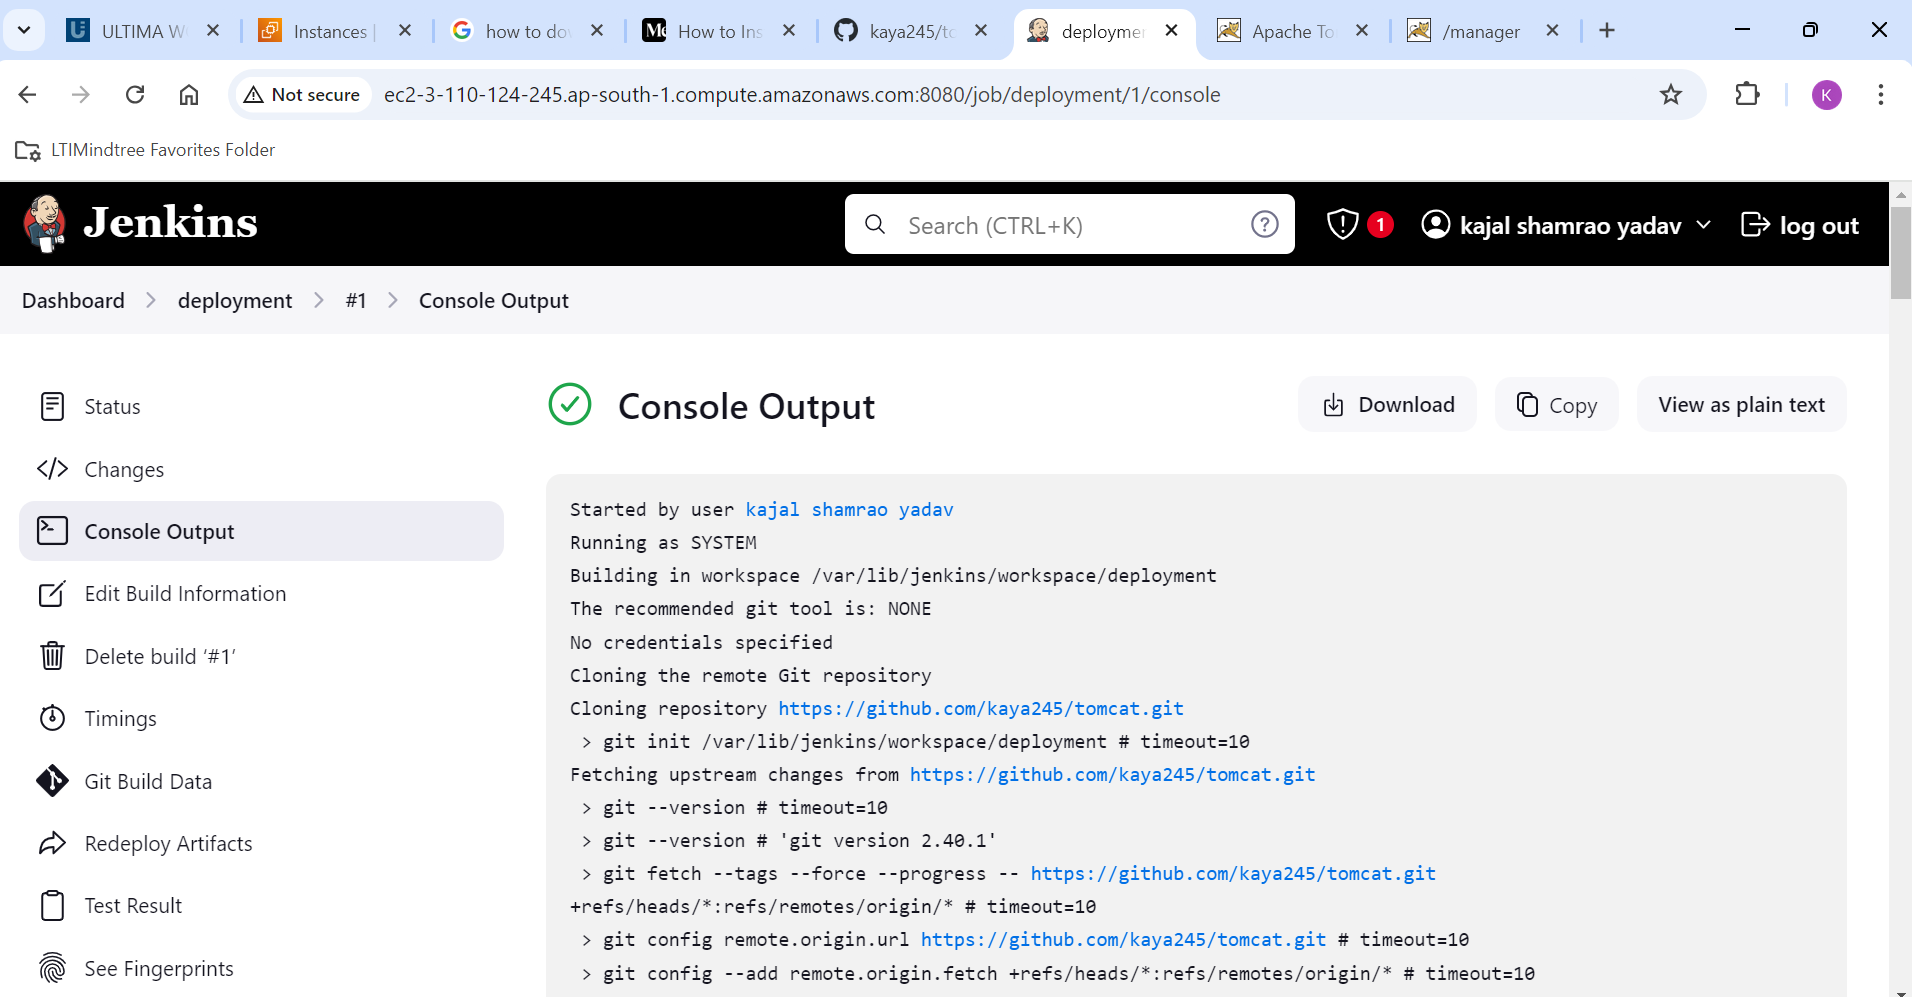 ULTIMA W
Instances
how to do
How to Ins
kaya245/to
deployme
Apache To
/manager
Not secure
ec2-3-110-124-245.ap-south-1.compute.amazonaws.com:8080/job/deployment/1/console
K
LTIMindtree Favorites Folder
Jenkins
Search (CTRL+K)
1
kajal shamrao yadav
log out
Dashboard > deployment > #1 > Console Output
Status
Changes
Console Output
Edit Build Information
Delete build ‘#1’
Timings
Git Build Data
Redeploy Artifacts
Test Result
See Fingerprints
Console Output
Download
Copy
View as plain text
Started by user kajal shamrao yadav
Running as SYSTEM
Building in workspace /var/lib/jenkins/workspace/deployment
The recommended git tool is: NONE
No credentials specified
Cloning the remote Git repository
Cloning repository https://github.com/kaya245/tomcat.git
> git init /var/lib/jenkins/workspace/deployment # timeout=10
Fetching upstream changes from https://github.com/kaya245/tomcat.git
> git --version # timeout=10
> git --version # 'git version 2.40.1'
> git fetch --tags --force --progress -- https://github.com/kaya245/tomcat.git
+refs/heads/*:refs/remotes/origin/* # timeout=10
> git config remote.origin.url https://github.com/kaya245/tomcat.git # timeout=10
> git config --add remote.origin.fetch +refs/heads/*:refs/remotes/origin/* # timeout=10